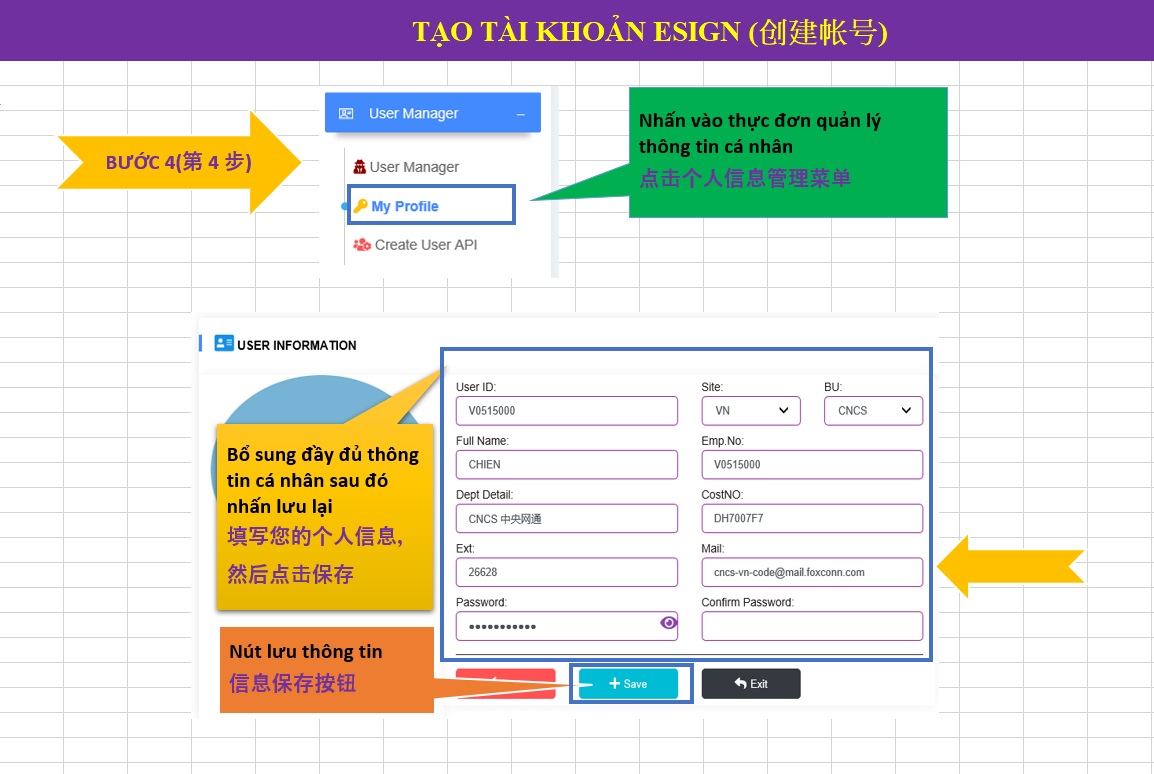 TẠO TÀI KHOẢN ESIGN (创建帐号)
BƯỚC 4(第 4 步)
User Manager
User Manager
My Profile
Create User API
Nhấn vào thực đơn quản lý
thông tin cá nhân
点击个人信息管理菜单
USER INFORMATION
Bổ sung đầy đủ thông
tin cá nhân sau đó
nhấn lưu lại
填写您的个人信息,
然后点击保存
User ID:
Site:
BU:
V0515000
VN
CNCS
Full Name:
Emp.No:
CHIEN
V0515000
Dept Detail:
CostNO:
CNCS 中央网通
DH7007F7
Ext:
Mail:
26628
cncs-vn-code@mail.foxconn.com
Password:
Confirm Password:
Nút lưu thông tin
信息保存按钮
Save
Exit